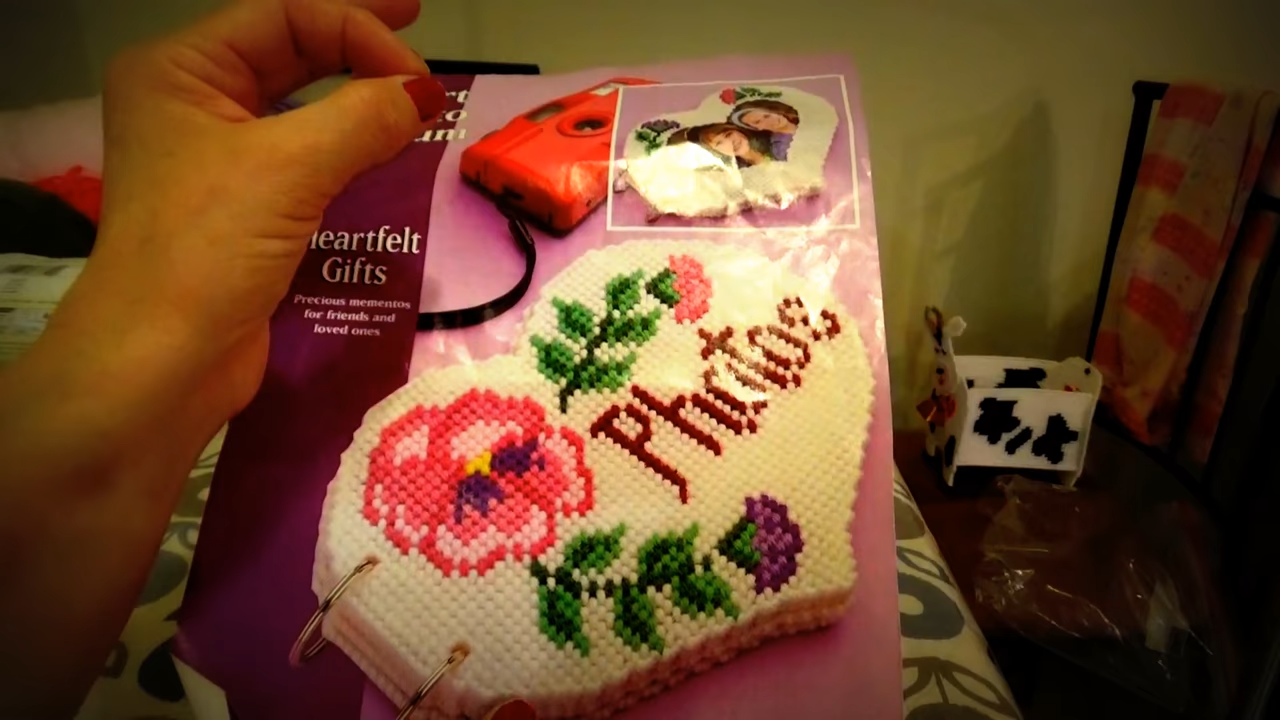 Heartfelt
Gifts
Precious mementos
for friends and
loved ones
Photos